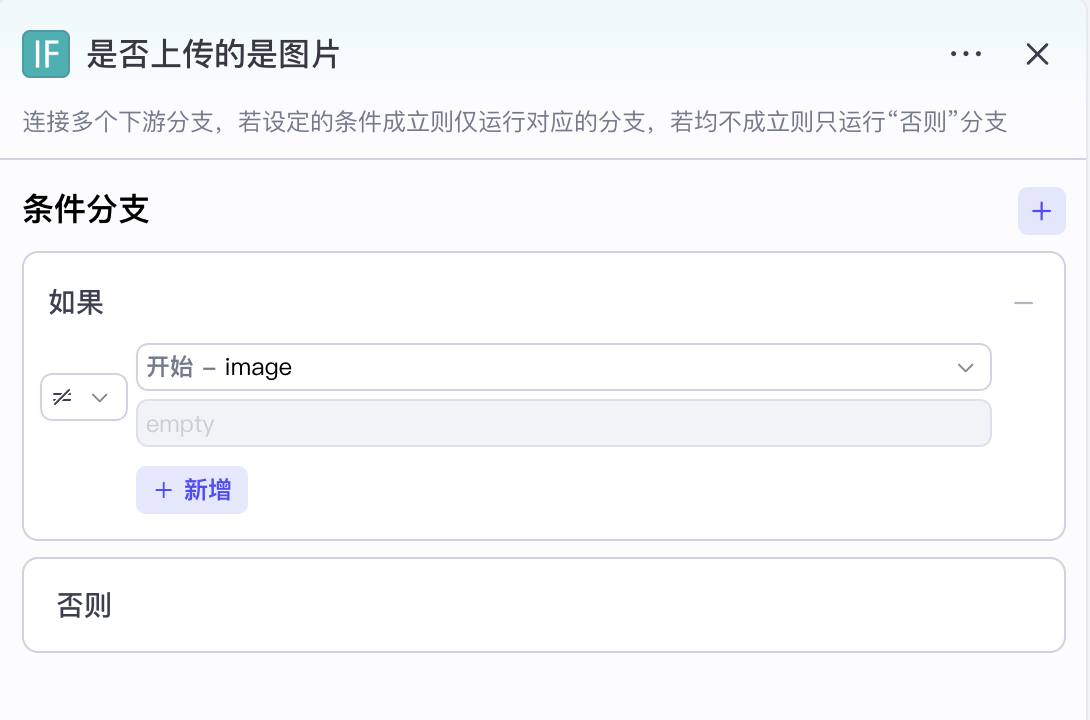 IF 是否上传的是图片
连接多个下游分支，若设定的条件成立则仅运行对应的分支，若均不成立则只运行“否则”分支
条件分支
如果
开始 – image
≠
empty
+ 新增
否则